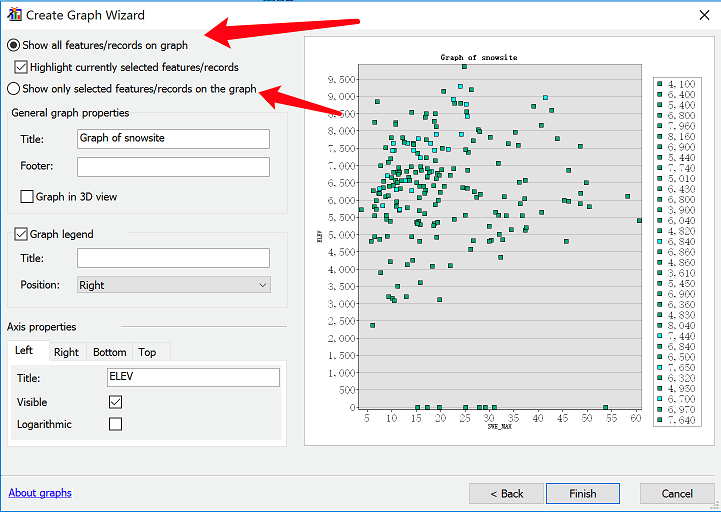 Create Graph Wizard
Show all features/records on graph
Highlight currently selected features/records
Show only selected features/records on the graph
General graph properties
Title: Graph of snowsite
Footer:
Graph in 3D view
Graph legend
Title:
Position: Right
Axis properties
Left Right Bottom Top
Title: ELEV
Visible
Logarithmic
Graph of snowsite
9,500
9,000
8,500
8,000
7,500
7,000
6,500
6,000
5,500
5,000
4,500
4,000
3,500
3,000
2,500
2,000
1,500
1,000
500
0
ELEV
5 10 15 20 25 30 35 40 45 50 55 60
SWE_MAX
4,100
6,400
5,400
6,800
7,960
8,160
6,900
5,440
7,740
5,010
6,430
6,800
3,900
6,040
4,820
6,840
6,860
4,860
3,610
5,450
6,900
6,360
4,830
8,040
7,440
6,840
6,500
7,650
6,320
4,950
6,700
6,970
7,640
About graphs
< Back Finish Cancel